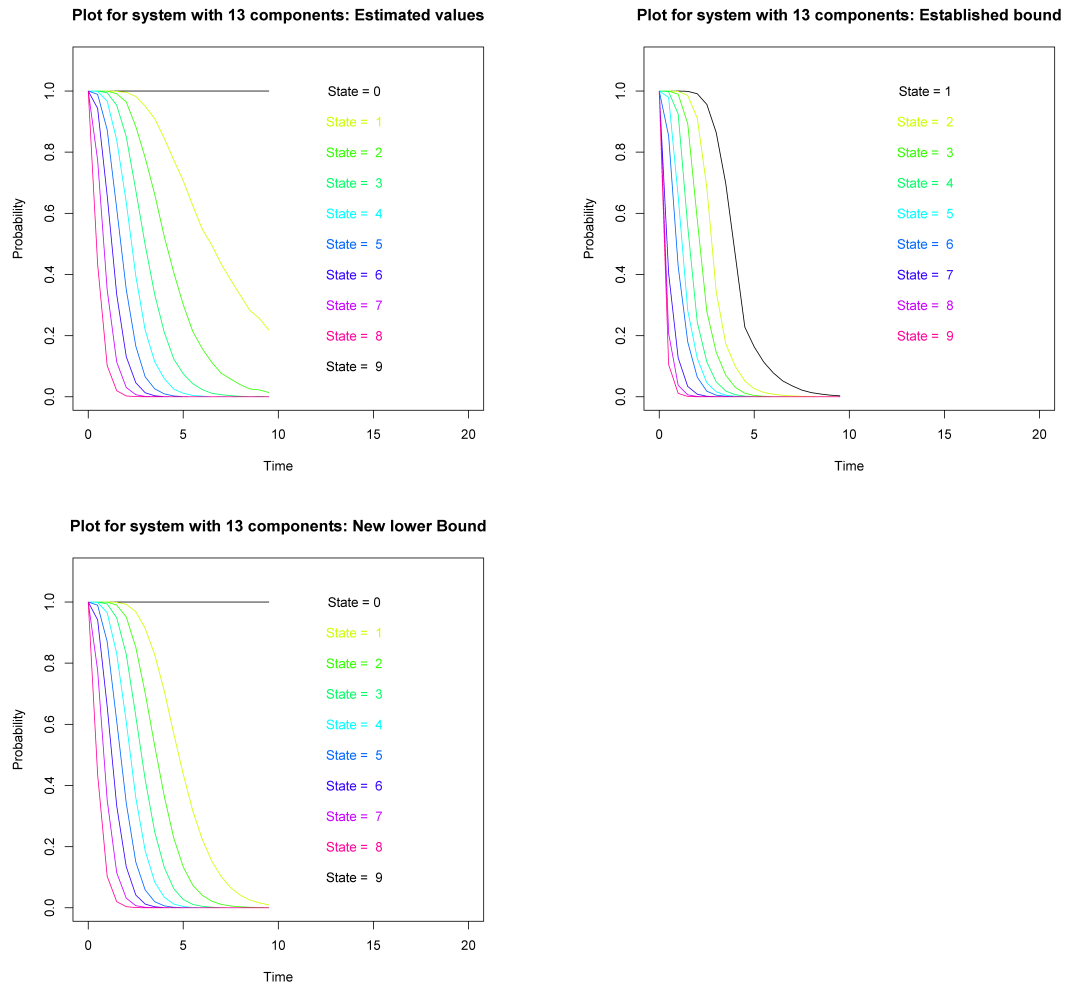 Plot for system with 13 components: Estimated values
Probability
1.0
0.8
0.6
0.4
0.2
0.0
State = 0
State = 1
State = 2
State = 3
State = 4
State = 5
State = 6
State = 7
State = 8
State = 9
0 5 10 15 20
Time
Plot for system with 13 components: Established bound
Probability
1.0
0.8
0.6
0.4
0.2
0.0
State = 1
State = 2
State = 3
State = 4
State = 5
State = 6
State = 7
State = 8
State = 9
0 5 10 15 20
Time
Plot for system with 13 components: New lower Bound
Probability
1.0
0.8
0.6
0.4
0.2
0.0
State = 0
State = 1
State = 2
State = 3
State = 4
State = 5
State = 6
State = 7
State = 8
State = 9
0 5 10 15 20
Time